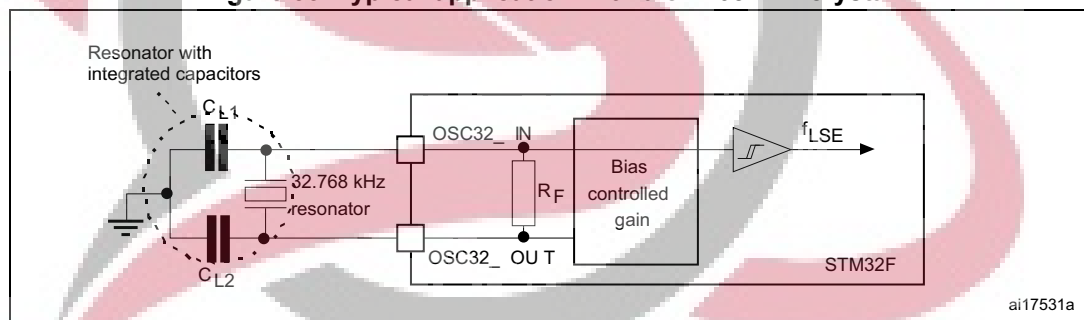 Resonator with
integrated capacitors
CL1
OSC32_ IN
fLSE
32.768 kHz
resonator
RF
Bias
controlled
gain
OSC32_ OU T
CL2
STM32F
ai17531a